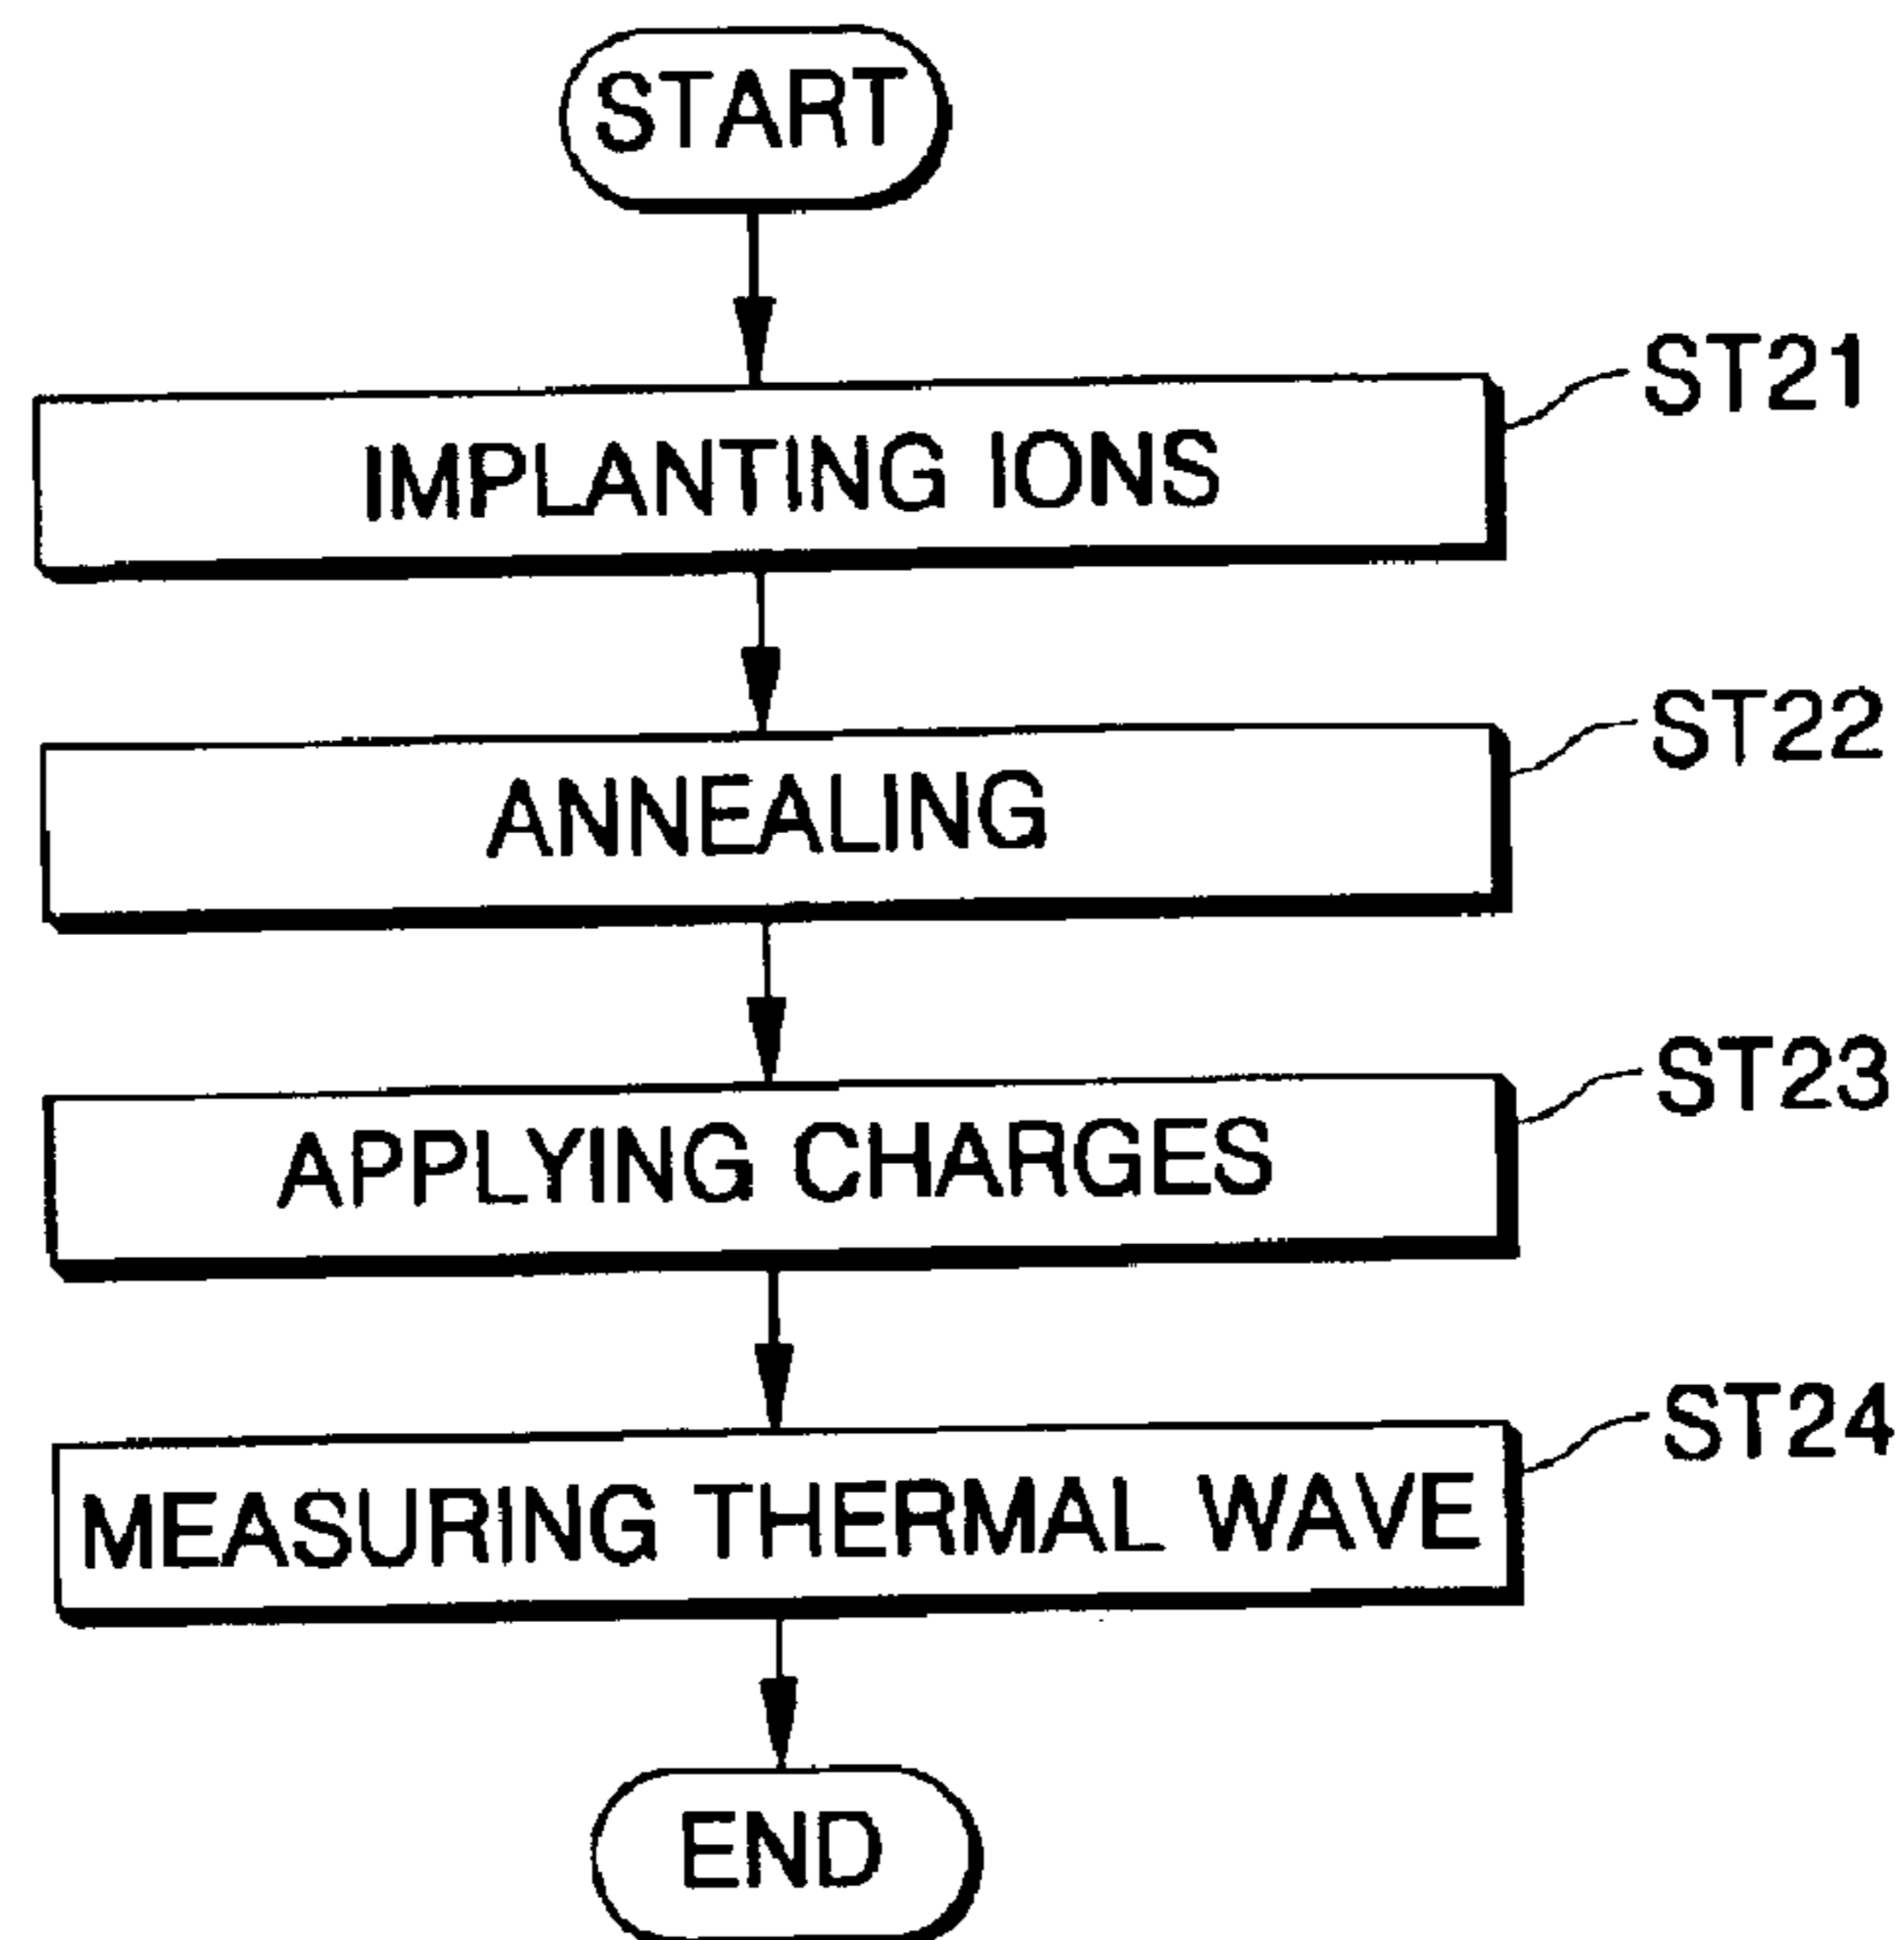 START
IMPLANTING IONS
ST21
ANNEALING
ST22
APPLYING CHARGES
ST23
MEASURING THERMAL WAVE
ST24
END